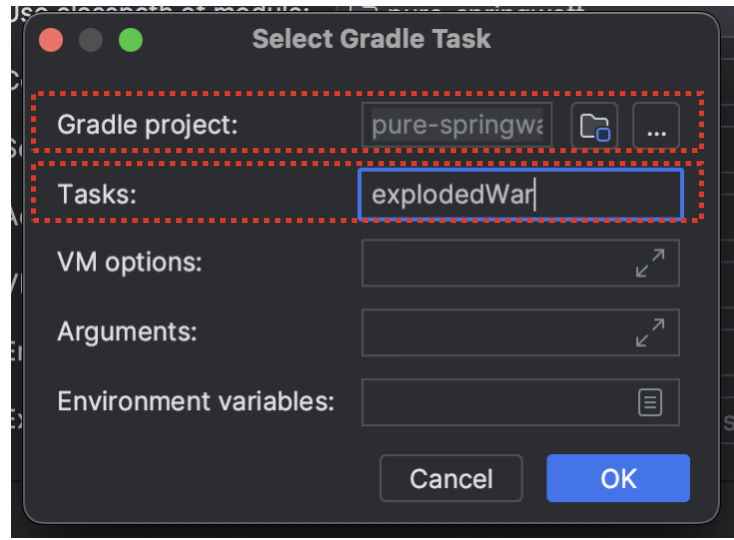 Select Gradle Task
Gradle project: pure-springwa ...
Tasks: explodedWar
VM options:
Arguments:
Environment variables:
Cancel OK